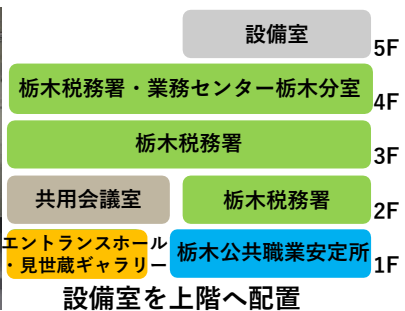 設備室
5F
栃木税務署・業務センター栃木分室
4F
栃木税務署
3F
共用会議室
栃木税務署
2F
エントランスホール
・見世蔵ギャラリー
栃木公共職業安定所
1F
設備室を上階へ配置